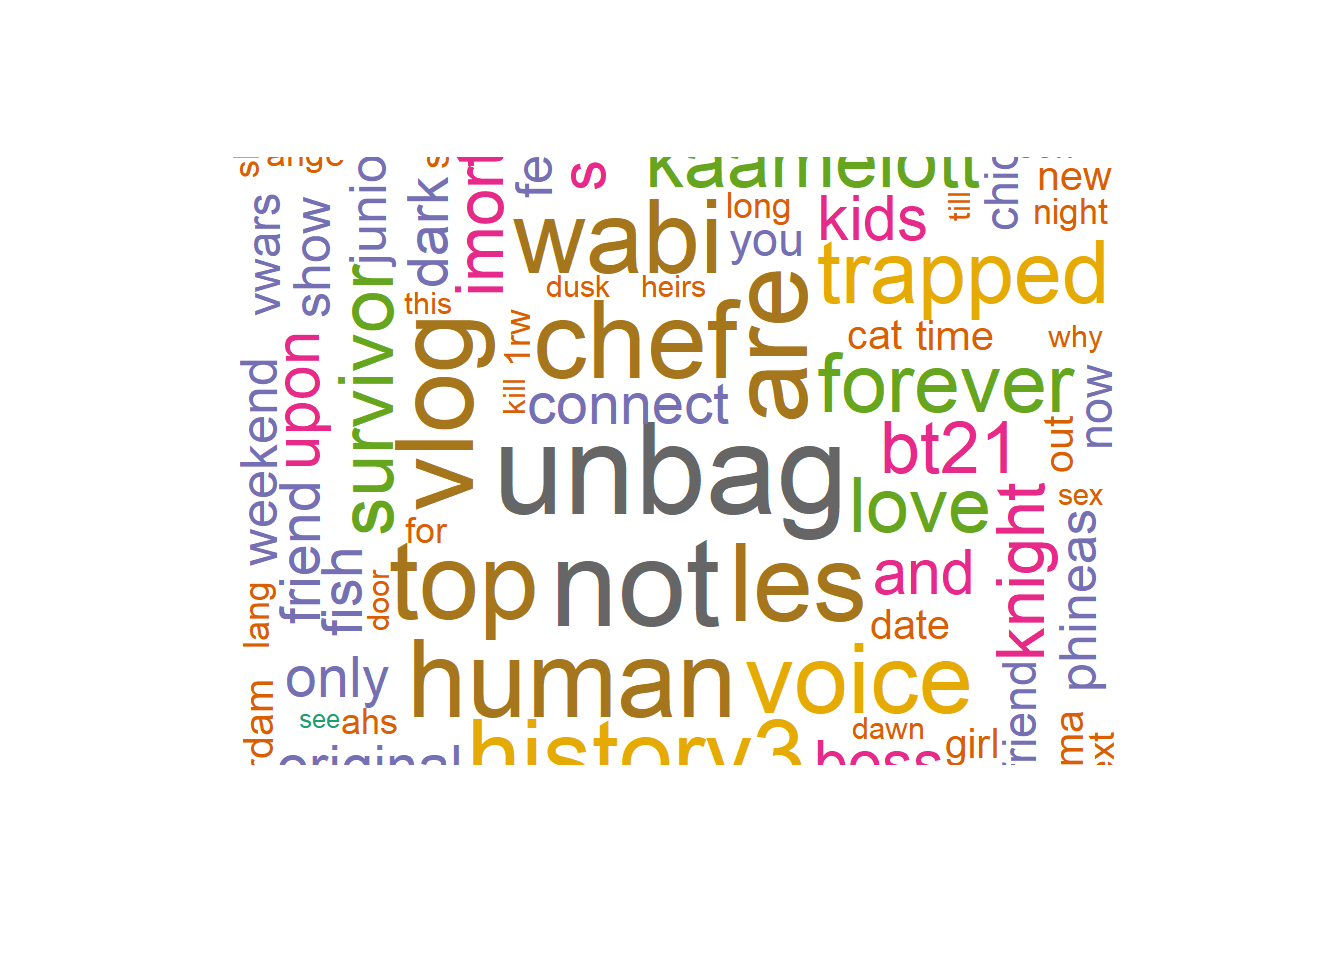 s
ange
junio
s
imort
fe
s
kaamelott
chic
new
vwars
show
dark
wabi
long
you
kids
till
night
this
dusk
heirs
are
trapped
survivor
vlog
1rw
chef
cat
time
why
weekend
upon
kill
connect
forever
now
unbag
bt21
out
friend
fish
for
love
knight
sex
phineas
lang
door
top
not
les
and
date
only
human
voice
friend
rdam
see
ahs
original
history3
dawn
boss
girl
ma
ext